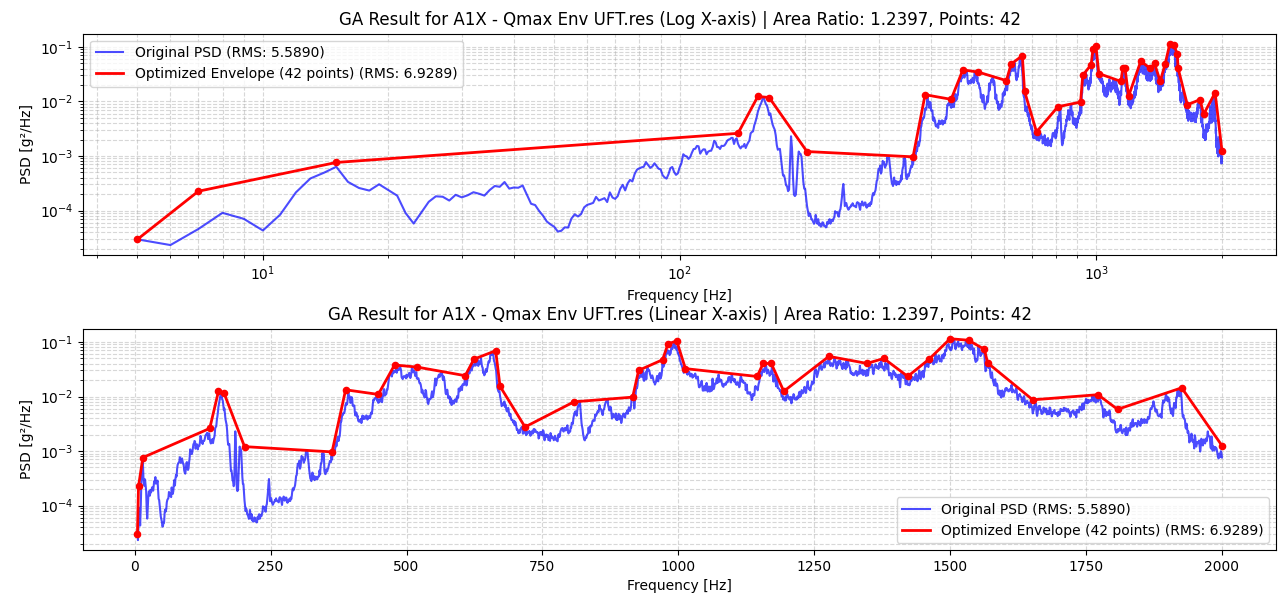 GA Result for A1X - Qmax Env UFT.res (Log X-axis) | Area Ratio: 1.2397, Points: 42
PSD [g²/Hz]
10⁻¹
10⁻²
10⁻³
10⁻⁴
Original PSD (RMS: 5.5890)
Optimized Envelope (42 points) (RMS: 6.9289)
10¹ 10² 10³
Frequency [Hz]
GA Result for A1X - Qmax Env UFT.res (Linear X-axis) | Area Ratio: 1.2397, Points: 42
PSD [g²/Hz]
10⁻¹
10⁻²
10⁻³
10⁻⁴
Original PSD (RMS: 5.5890)
Optimized Envelope (42 points) (RMS: 6.9289)
0 250 500 750 1000 1250 1500 1750 2000
Frequency [Hz]